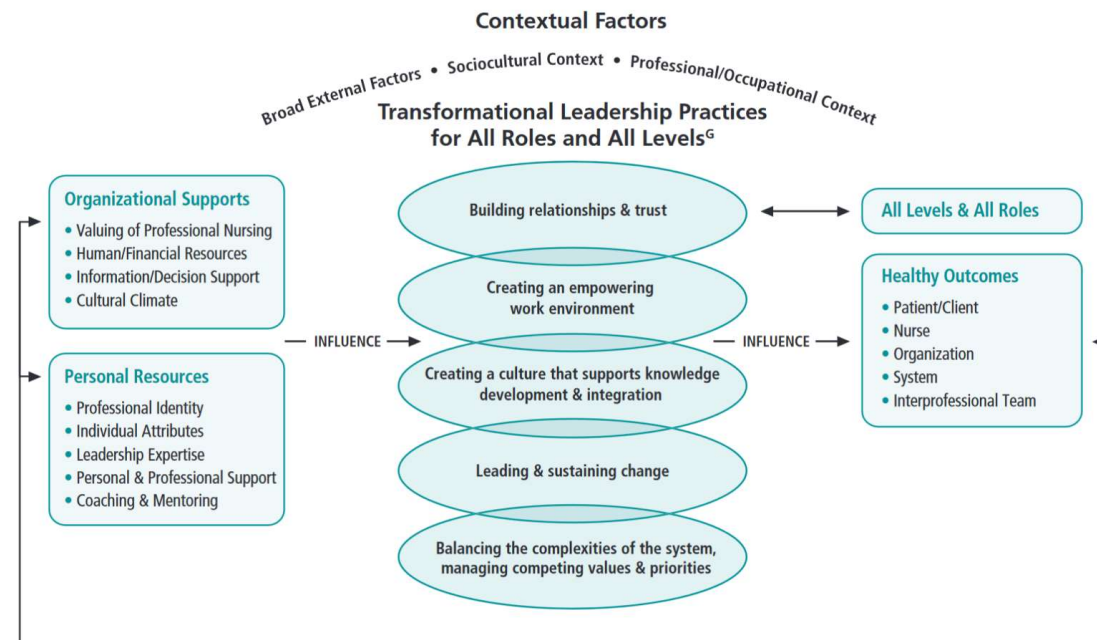 Contextual Factors
Broad External Factors • Sociocultural Context • Professional/Occupational Context
Transformational Leadership Practices
for All Roles and All Levelsᴳ
Organizational Supports
• Valuing of Professional Nursing
• Human/Financial Resources
• Information/Decision Support
• Cultural Climate
Personal Resources
• Professional Identity
• Individual Attributes
• Leadership Expertise
• Personal & Professional Support
• Coaching & Mentoring
INFLUENCE
Building relationships & trust
Creating an empowering
work environment
Creating a culture that supports knowledge
development & integration
Leading & sustaining change
Balancing the complexities of the system,
managing competing values & priorities
INFLUENCE
All Levels & All Roles
Healthy Outcomes
• Patient/Client
• Nurse
• Organization
• System
• Interprofessional Team